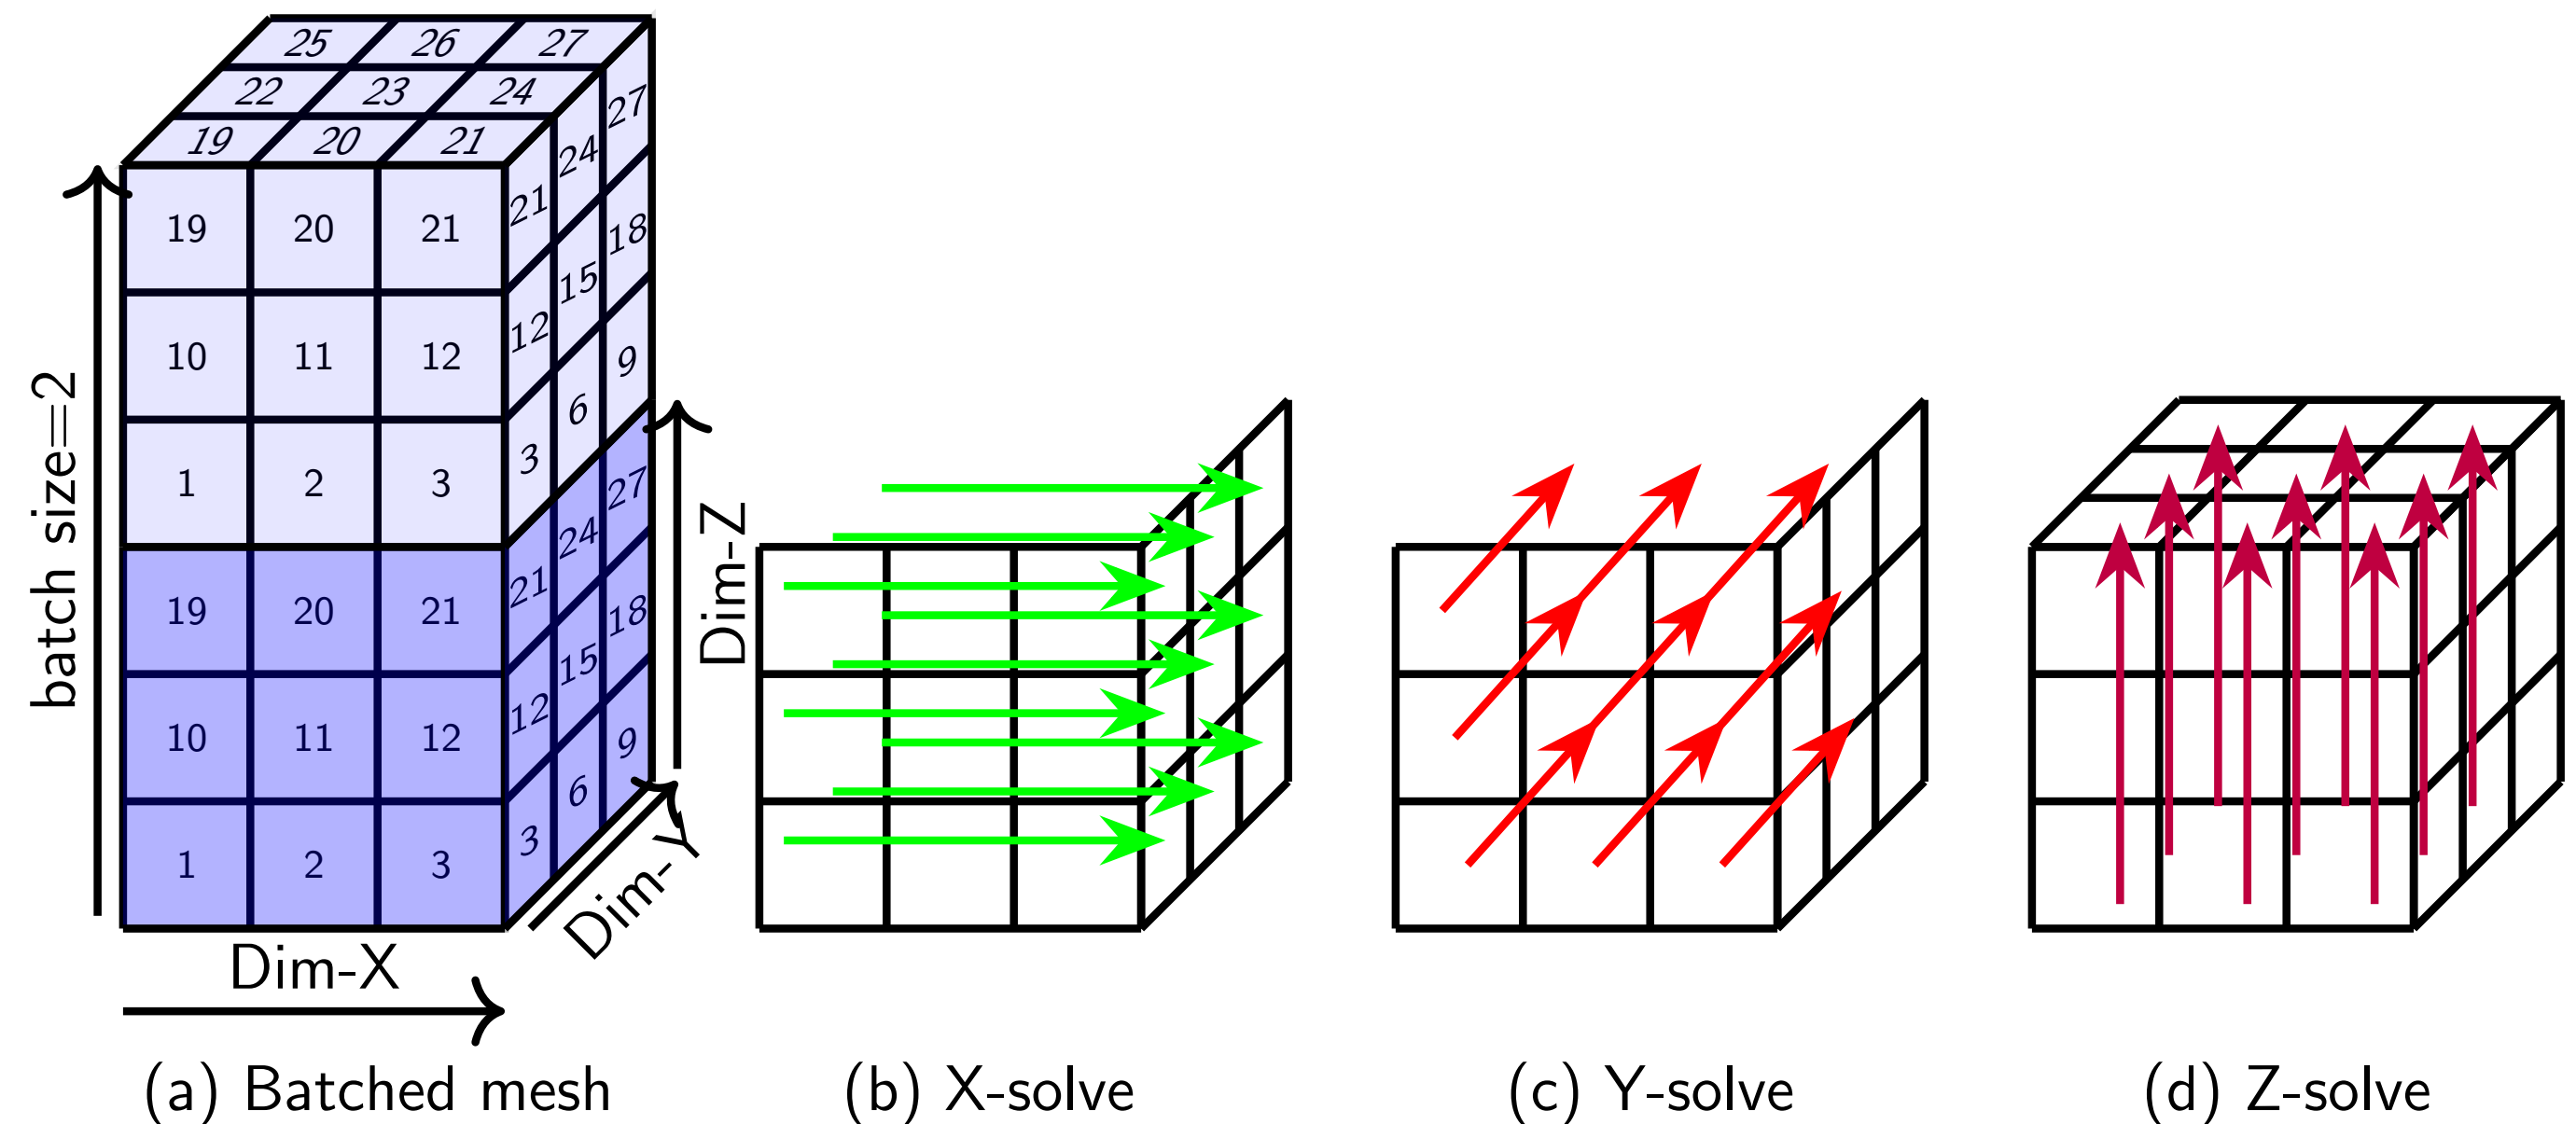 25 26 27
22 23 24
19 20 21
19 20 21
10 11 12
1 2 3
19 20 21
10 11 12
1 2 3
21 24 27
12 15 18
3 6 9
21 24 27
12 15 18
3 6 9
batch size=2
Dim-X
Dim-Y
Dim-Z
(a) Batched mesh
(b) X-solve
(c) Y-solve
(d) Z-solve